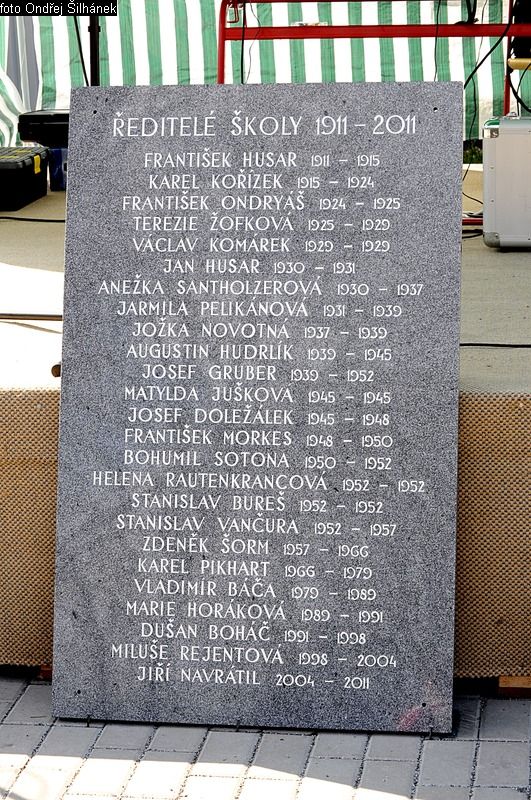 foto Ondřej Šilhánek
ŘEDITELÉ ŠKOLY 1911 – 2011
FRANTIŠEK HUSAR 1911 – 1915
KAREL KOŘÍZEK 1915 – 1924
FRANTIŠEK ONDRYÁŠ 1924 – 1925
TEREZIE ŽOFKOVÁ 1925 – 1929
VÁCLAV KOMÁREK 1929 – 1929
JAN HUSAR 1930 – 1931
ANEŽKA SANTHOLZEROVÁ 1930 – 1937
JARMILA PELIKÁNOVÁ 1931 – 1939
JOŽKA NOVOTNÁ 1937 – 1939
AUGUSTIN HUDRLÍK 1939 – 1945
JOSEF GRUBER 1939 – 1952
MATYLDA JUŠKOVÁ 1945 – 1945
JOSEF DOLEŽÁLEK 1945 – 1948
FRANTIŠEK MORKES 1948 – 1950
BOHUMIL SOTONA 1950 – 1952
HELENA RAUTENKRANCOVA 1952 – 1952
STANISLAV BUREŠ 1952 – 1952
STANISLAV VANČURA 1952 – 1957
ZDENĚK ŠORM 1957 – 1966
KAREL PIKHART 1966 – 1979
VLADIMÍR BÁČA 1979 – 1989
MARIE HORÁKOVÁ 1989 – 1991
DUŠAN BOHÁČ 1991 – 1998
MILUŠE REJENTOVÁ 1998 – 2004
JIŘÍ NAVRÁTIL 2004 – 2011